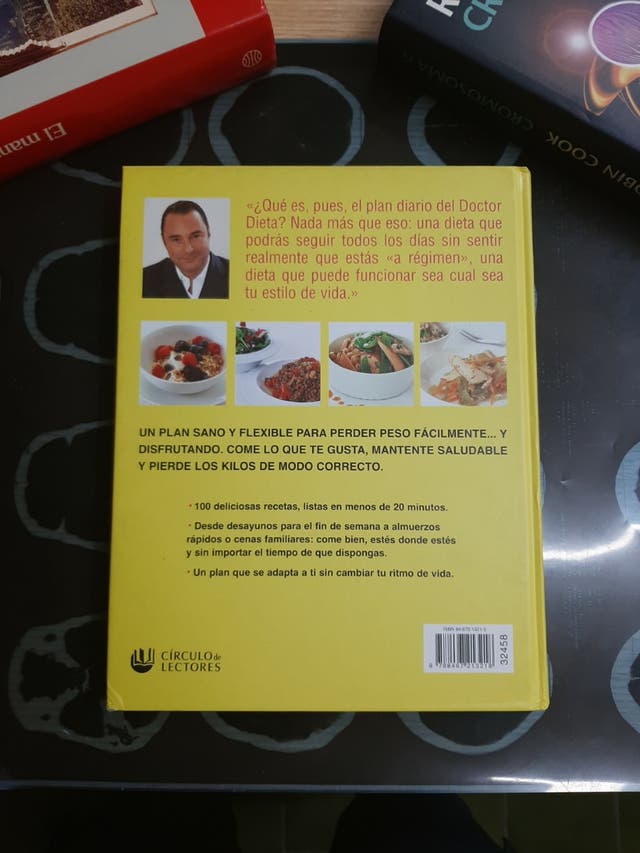 El man
R
CR
ROBIN COOK CROMOSOMA 6
«¿Qué es, pues, el plan diario del Doctor
Dieta? Nada más que eso: una dieta que
podrás seguir todos los días sin sentir
realmente que estás «a régimen», una
dieta que puede funcionar sea cual sea
tu estilo de vida.»
UN PLAN SANO Y FLEXIBLE PARA PERDER PESO FÁCILMENTE... Y
DISFRUTANDO. COME LO QUE TE GUSTA, MANTENTE SALUDABLE
Y PIERDE LOS KILOS DE MODO CORRECTO.
· 100 deliciosas recetas, listas en menos de 20 minutos.
· Desde desayunos para el fin de semana a almuerzos
rápidos o cenas familiares: come bien, estés donde estés
y sin importar el tiempo de que dispongas.
· Un plan que se adapta a ti sin cambiar tu ritmo de vida.
CÍRCULO de
LECTORES
32458